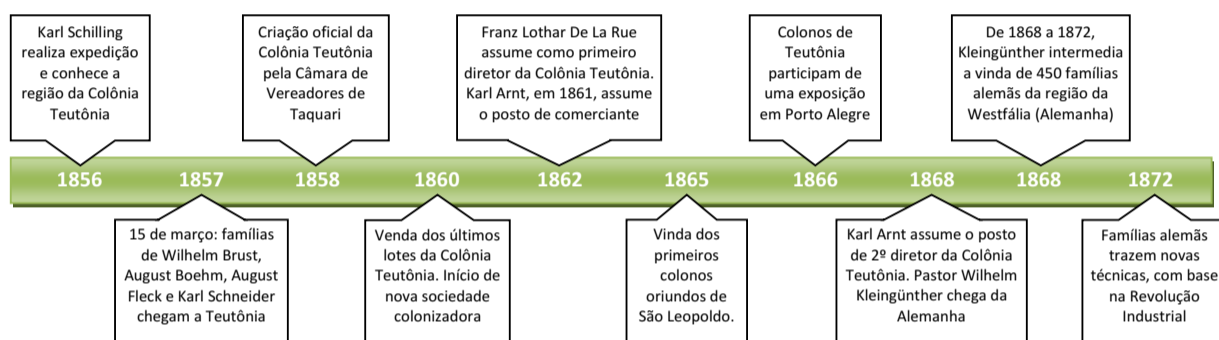 Karl Schilling
realiza expedição
e conhece a
região da Colônia
Teutônia
Criação oficial da
Colônia Teutônia
pela Câmara de
Vereadores de
Taquari
Franz Lothar De La Rue
assume como primeiro
diretor da Colônia Teutônia.
Karl Arnt, em 1861, assume
o posto de comerciante
Colonos de
Teutônia
participam de
uma exposição
em Porto Alegre
De 1868 a 1872,
Kleingünther intermedia
a vinda de 450 famílias
alemãs da região da
Westfália (Alemanha)
1856 1857 1858 1860 1862 1865 1866 1868 1868 1872
15 de março: famílias
de Wilhelm Brust,
August Boehm, August
Fleck e Karl Schneider
chegam a Teutônia
Venda dos últimos
lotes da Colônia
Teutônia. Início de
nova sociedade
colonizadora
Vinda dos
primeiros
colonos
oriundos de
São Leopoldo.
Karl Arnt assume o posto
de 2º diretor da Colônia
Teutônia. Pastor Wilhelm
Kleingünther chega da
Alemanha
Famílias alemãs
trazem novas
técnicas, com base
na Revolução
Industrial